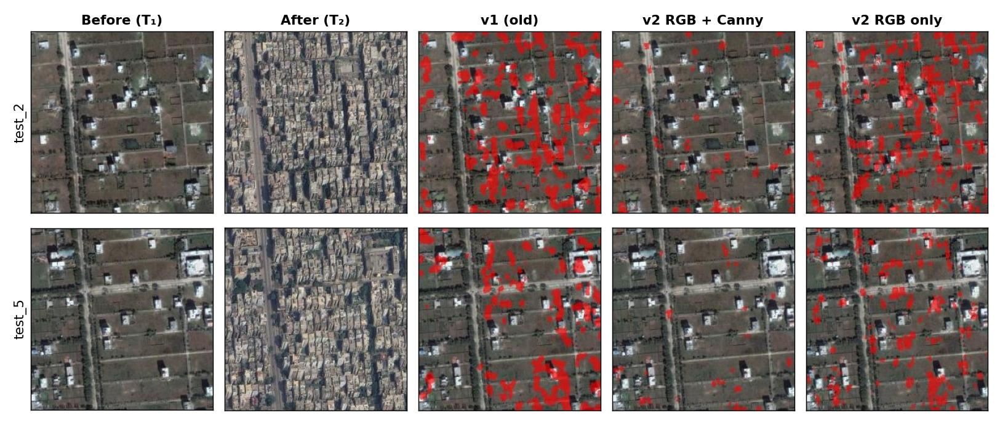 Before (T₁)
After (T₂)
v1 (old)
v2 RGB + Canny
v2 RGB only
test_2
test_5